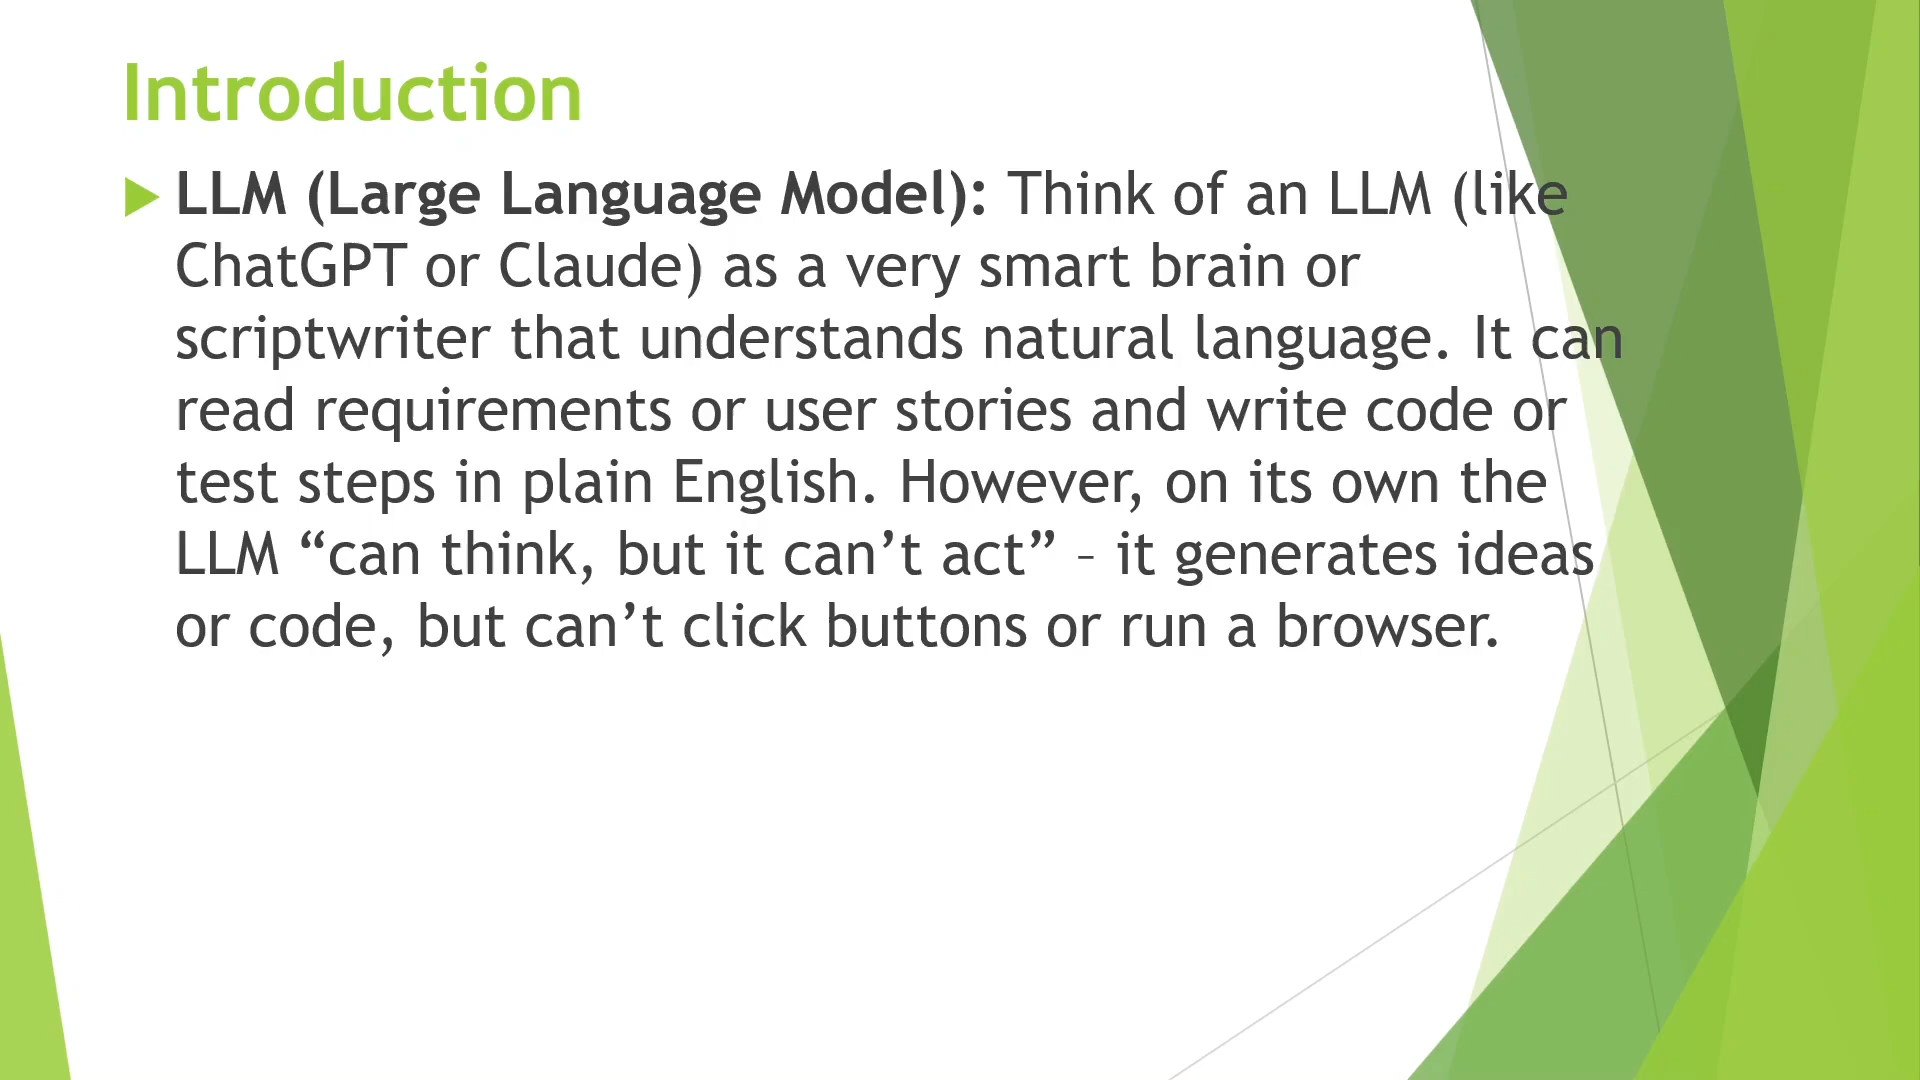 Introduction
LLM (Large Language Model): Think of an LLM (like
ChatGPT or Claude) as a very smart brain or
scriptwriter that understands natural language. It can
read requirements or user stories and write code or
test steps in plain English. However, on its own the
LLM “can think, but it can’t act” – it generates ideas
or code, but can’t click buttons or run a browser.